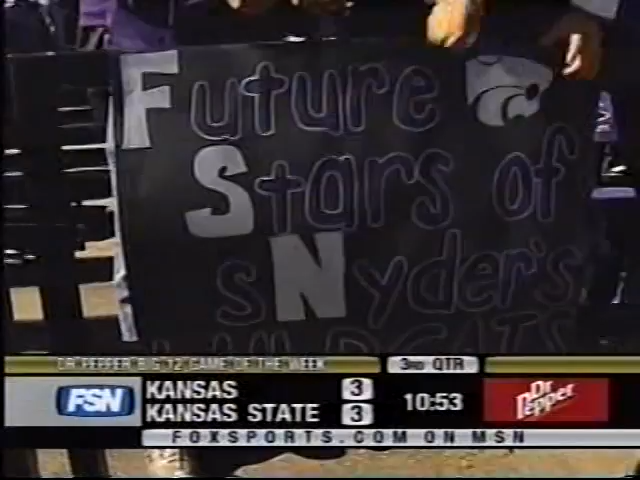 Future
Stars of
sNyder's
WILDCATS
DR PEPPER BIG 12 GAME OF THE WEEK
3RD QTR
FSN
KANSAS 3
KANSAS STATE 3
10:53
Dr Pepper
FOXSPORTS.COM ON MSN